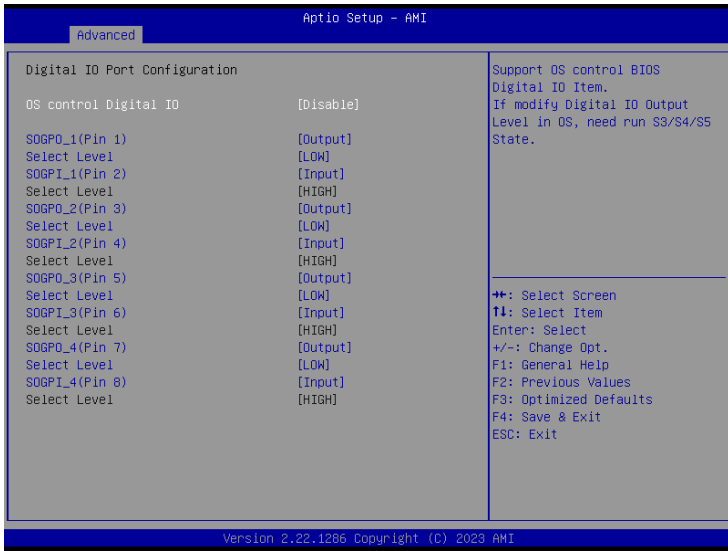 Aptio Setup – AMI
Advanced
Digital IO Port Configuration
OS control Digital IO [Disable]
SOGPO_1(Pin 1) [Output]
Select Level [LOW]
SOGPI_1(Pin 2) [Input]
Select Level [HIGH]
SOGPO_2(Pin 3) [Output]
Select Level [LOW]
SOGPI_2(Pin 4) [Input]
Select Level [HIGH]
SOGPO_3(Pin 5) [Output]
Select Level [LOW]
SOGPI_3(Pin 6) [Input]
Select Level [HIGH]
SOGPO_4(Pin 7) [Output]
Select Level [LOW]
SOGPI_4(Pin 8) [Input]
Select Level [HIGH]
Support OS control BIOS
Digital IO Item.
If modify Digital IO Output
Level in OS, need run S3/S4/S5
State.
→←: Select Screen
↑↓: Select Item
Enter: Select
+/-: Change Opt.
F1: General Help
F2: Previous Values
F3: Optimized Defaults
F4: Save & Exit
ESC: Exit
Version 2.22.1286 Copyright (C) 2023 AMI